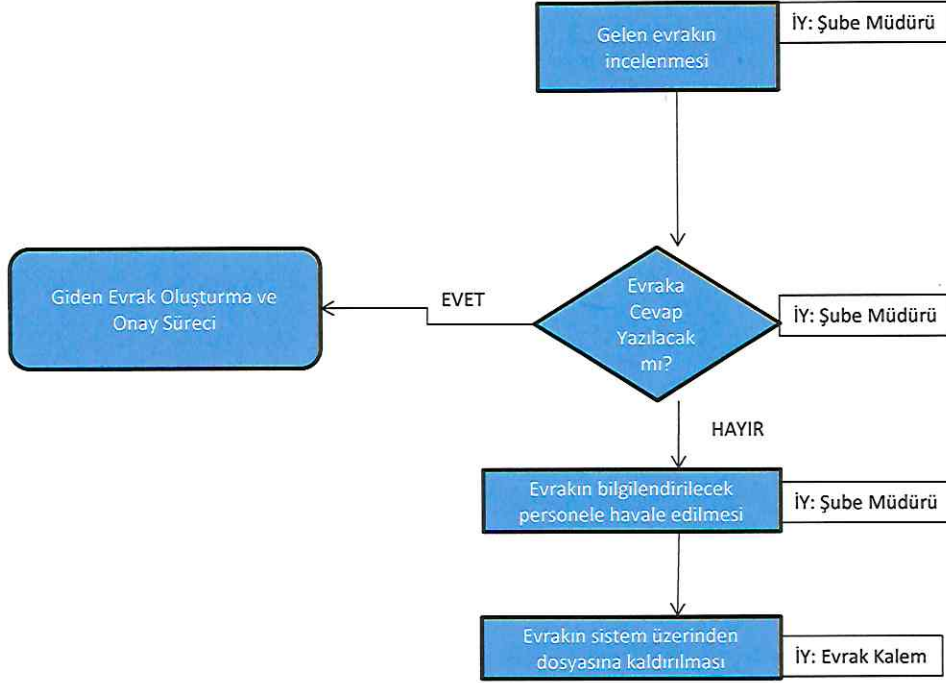 Gelen evrakın
incelenmesi
İY: Şube Müdürü
Evraka
Cevap
Yazılacak
mı?
İY: Şube Müdürü
EVET
Giden Evrak Oluşturma ve
Onay Süreci
HAYIR
Evrakın bilgilendirilecek
personele havale edilmesi
İY: Şube Müdürü
Evrakın sistem üzerinden
dosyasına kaldırılması
İY: Evrak Kalem